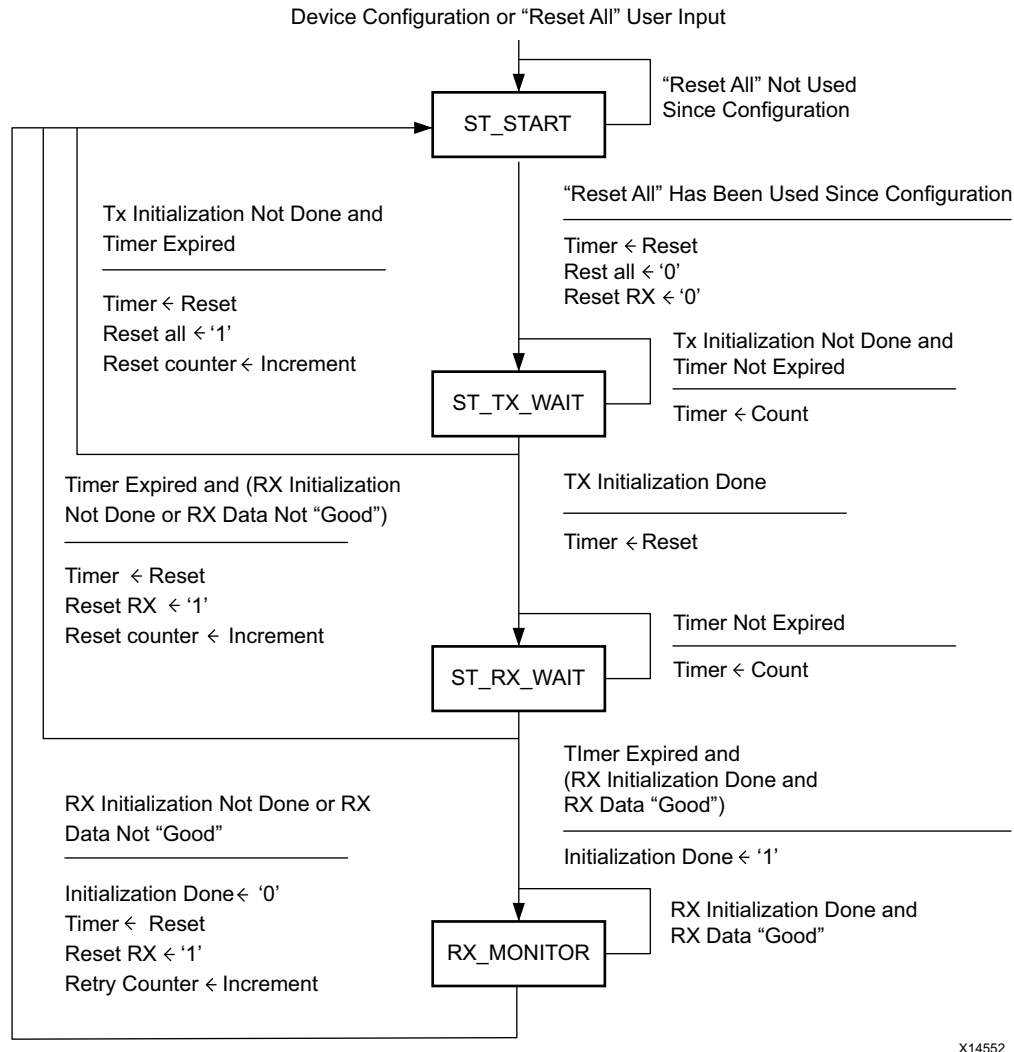 Device Configuration or “Reset All” User Input
“Reset All” Not Used
Since Configuration
ST_START
“Reset All” Has Been Used Since Configuration
Timer ← Reset
Rest all ← ‘0’
Reset RX ← ‘0’
Tx Initialization Not Done and
Timer Expired
Timer ← Reset
Reset all ← ‘1’
Reset counter ← Increment
Tx Initialization Not Done and
Timer Not Expired
Timer ← Count
ST_TX_WAIT
TX Initialization Done
Timer ← Reset
Timer Expired and (RX Initialization
Not Done or RX Data Not “Good”)
Timer ← Reset
Reset RX ← ‘1’
Reset counter ← Increment
Timer Not Expired
Timer ← Count
ST_RX_WAIT
TImer Expired and
(RX Initialization Done and
RX Data “Good”)
Initialization Done ← ‘1’
RX Initialization Not Done or RX
Data Not “Good”
Initialization Done ← ‘0’
Timer ← Reset
Reset RX ← ‘1’
Retry Counter ← Increment
RX Initialization Done and
RX Data “Good”
RX_MONITOR
X14552